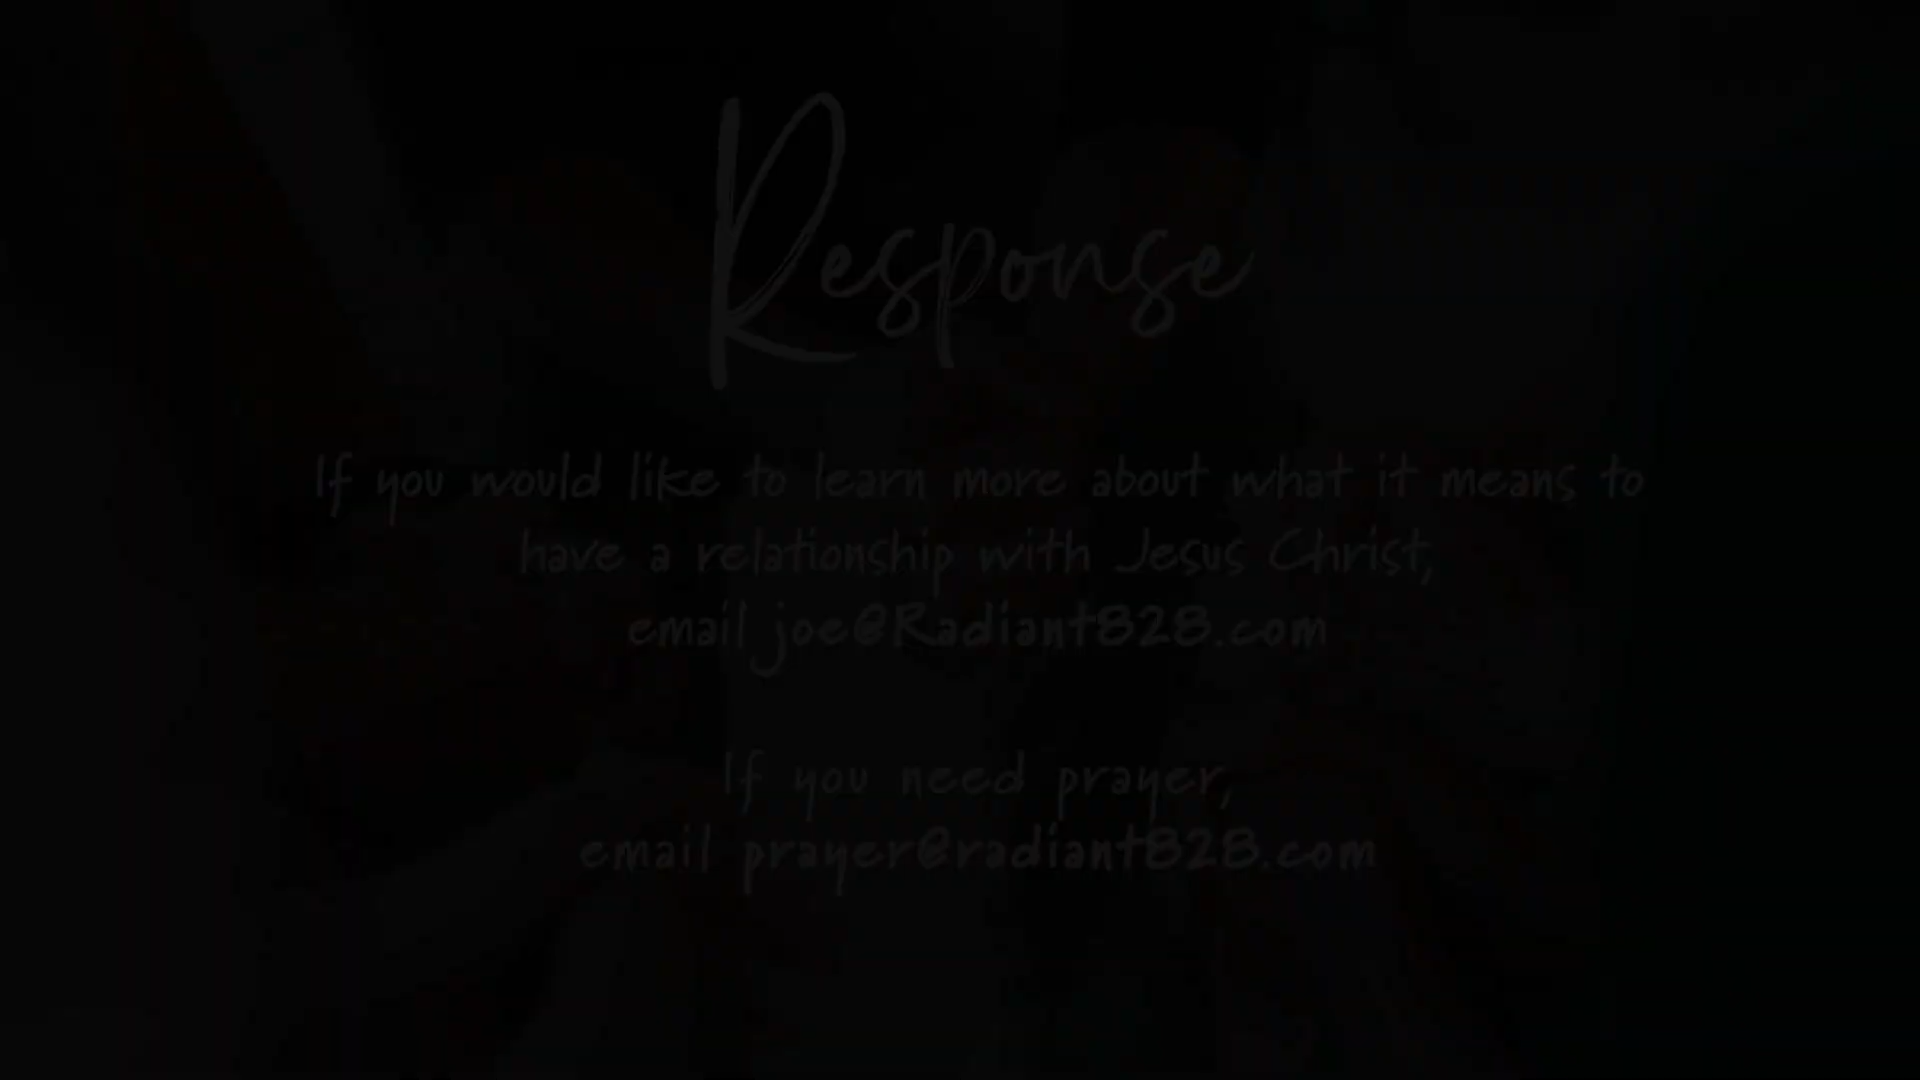 Response
If you would like to learn more about what it means to
have a relationship with Jesus Christ,
email joe@Radiant828.com
If you need prayer,
email prayer@radiant828.com